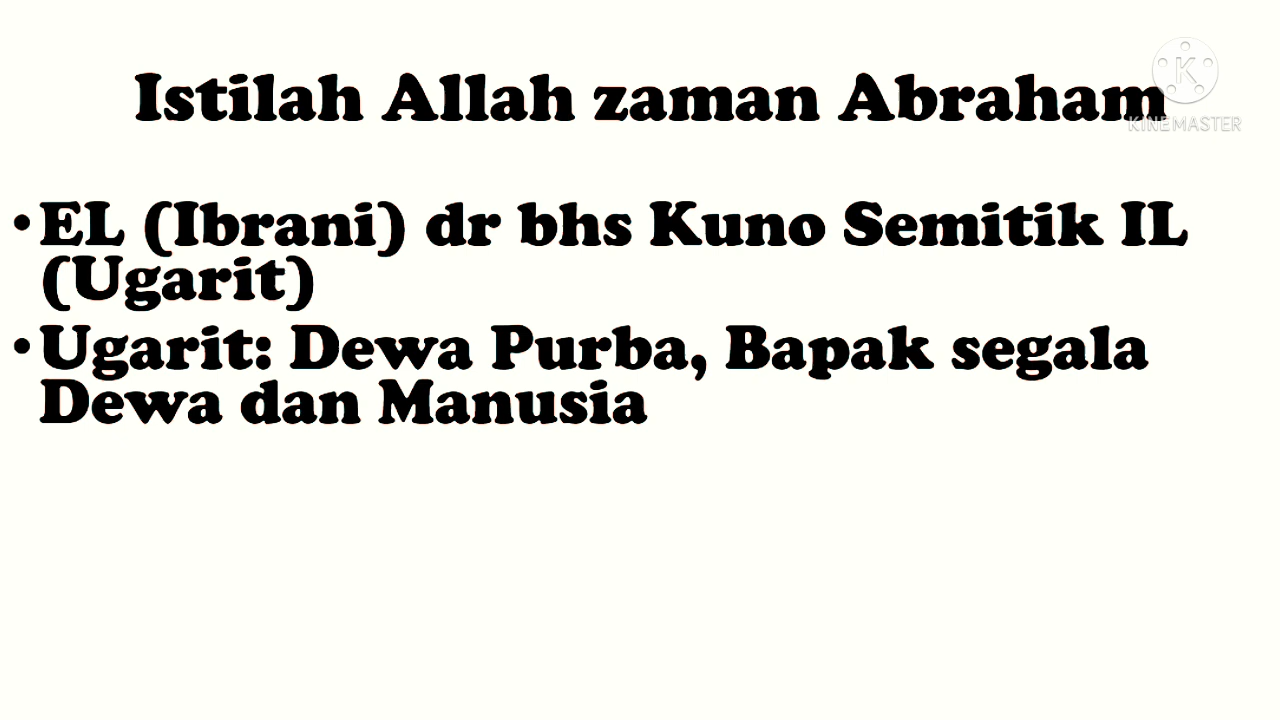 Istilah Allah zaman Abraham
KINEMASTER
• EL (Ibrani) dr bhs Kuno Semitik IL
(Ugarit)
• Ugarit: Dewa Purba, Bapak segala
Dewa dan Manusia